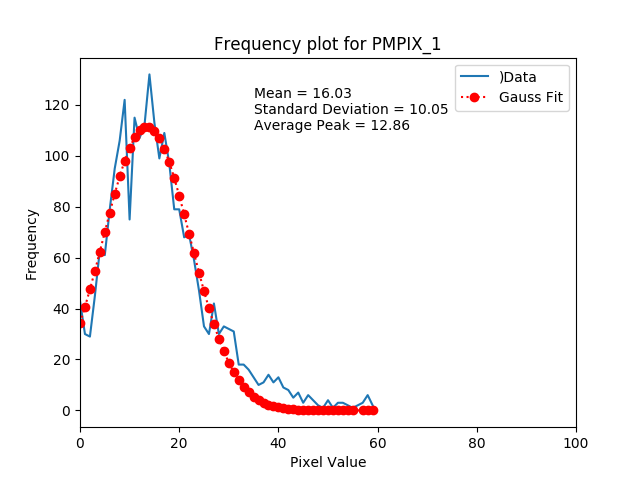 Frequency plot for PMPIX_1
)Data
Gauss Fit
Mean = 16.03
Standard Deviation = 10.05
Average Peak = 12.86
Frequency
120
100
80
60
40
20
0
0 20 40 60 80 100
Pixel Value